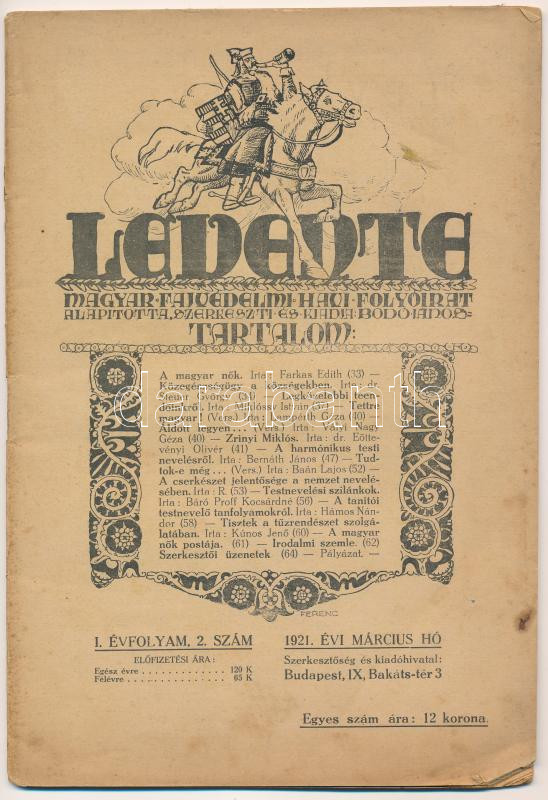 LEVENTE
MAGYAR·FAJVÉDELMI·HAVI·FOLYÓIRAT
ALAPITOTTA, SZERKESZTI·ÉS·KIADJA: BODÓ JÁNOS=
TARTALOM:
A magyar nők. Irta: Farkas Edith (33) —
Közegészségügy a községekben. Irta: dr.
Steller György (34) — Legközelebbi teen-
dőinkről. Irta: Miklóssy István (37) — Tettre
magyar! (Vers.) Irta: Lampérth Géza (40) —
Áldott legyen... (Vers.) Irta: Ványi Nagy
Géza (40) — Zrinyi Miklós. Irta: dr. Eötte-
vényi Olivér (41) — A harmónikus testi
nevelésről. Irta: Bernáth János (47) — Tud-
tok-e még... (Vers.) Irta: Baán Lajos (52) —
A cserkészet jelentősége a nemzet nevelé-
sében. Irta: R. (53) — Testnevelési szilánkok.
Irta: Báró Proff Kocsárdné (56) — A tanítói
testnevelő tanfolyamokról. Irta: Hámos Nán-
dor (58) — Tisztek a tűzrendészet szolgá-
latában. Irta: Kúnos Jenő (60) — A magyar
nők postája. (61) — Irodalmi szemle. (62)
Szerkesztői üzenetek (64) — Pályázat. —
FERENC
I. ÉVFOLYAM, 2. SZÁM
1921. ÉVI MÁRCIUS HÓ
ELŐFIZETÉSI ÁRA:
Egész évre . . . . . . . . . . . . 120 K
Félévre . . . . . . . . . . . . 65 K
Szerkesztőség és kiadóhivatal:
Budapest, IX, Bakáts-tér 3
Egyes szám ára: 12 korona.
darabanth